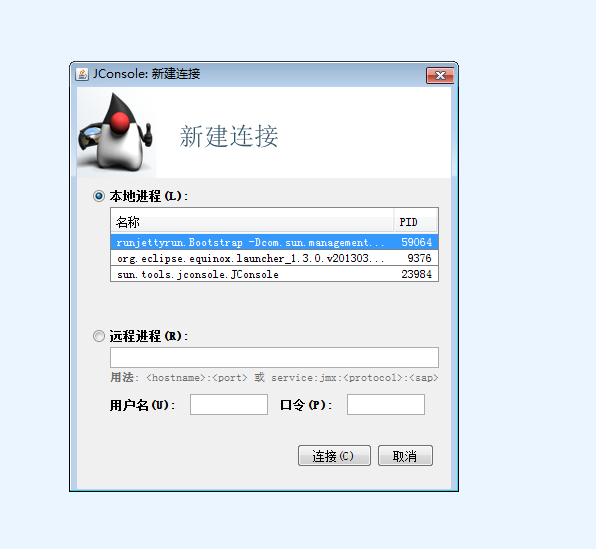 JConsole: 新建连接
新建连接
本地进程(L):
名称 PID
runjettyrun.Bootstrap -Dcom.sun.management... 59064
org.eclipse.equinox.launcher_1.3.0.v201303... 9376
sun.tools.jconsole.JConsole 23984
远程进程(R):
用法: <hostname>:<port> 或 service:jmx:<protocol>:<sap>
用户名(U): 口令(P):
连接(C) 取消